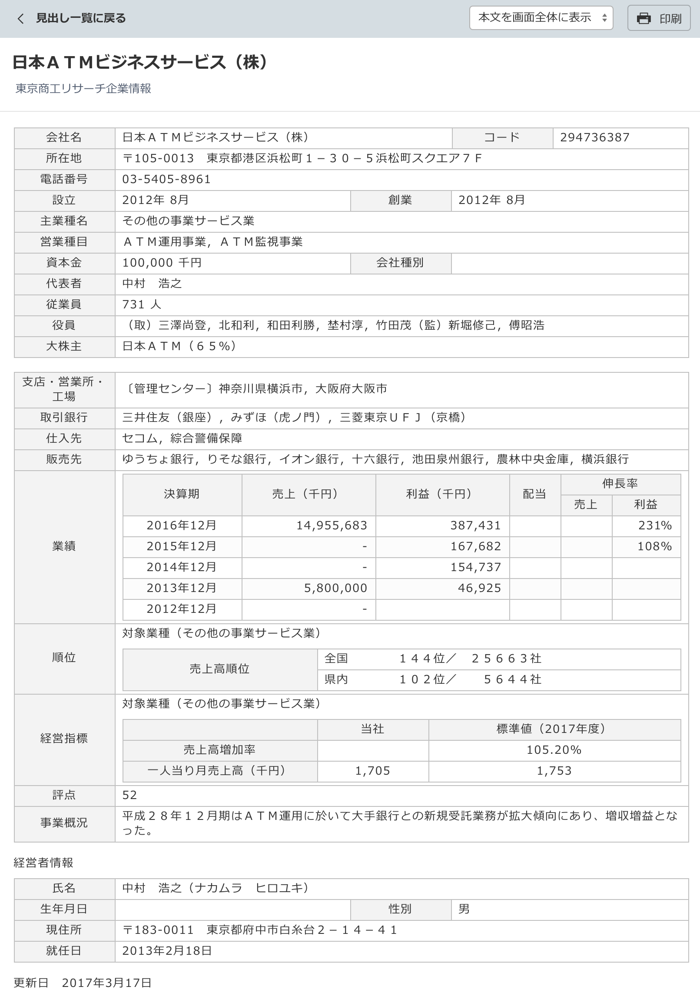 見出し一覧に戻る 本文を画面全体に表示 印刷
日本ＡＴＭビジネスサービス（株）
東京商工リサーチ企業情報
会社名 日本ＡＴＭビジネスサービス（株） コード 294736387
所在地 〒105-0013　東京都港区浜松町１－３０－５浜松町スクエア７Ｆ
電話番号 03-5405-8961
設立 2012年 8月 創業 2012年 8月
主業種名 その他の事業サービス業
営業種目 ＡＴＭ運用事業，ＡＴＭ監視事業
資本金 100,000 千円 会社種別
代表者 中村　浩之
従業員 731 人
役員 （取）三澤尚登，北和利，和田利勝，埜村淳，竹田茂（監）新堀修己，傅昭浩
大株主 日本ＡＴＭ（６５％）
支店・営業所・
工場 〔管理センター〕神奈川県横浜市，大阪府大阪市
取引銀行 三井住友（銀座），みずほ（虎ノ門），三菱東京ＵＦＪ（京橋）
仕入先 セコム，綜合警備保障
販売先 ゆうちょ銀行，りそな銀行，イオン銀行，十六銀行，池田泉州銀行，農林中央金庫，横浜銀行
業績
決算期 売上（千円） 利益（千円） 配当 伸長率
売上 利益
2016年12月 14,955,683 387,431 231%
2015年12月 - 167,682 108%
2014年12月 - 154,737
2013年12月 5,800,000 46,925
2012年12月 -
順位
対象業種（その他の事業サービス業）
売上高順位
全国　１４４位／　２５６６３社
県内　１０２位／　５６４４社
経営指標
対象業種（その他の事業サービス業）
当社 標準値（2017年度）
売上高増加率 105.20%
一人当り月売上高（千円） 1,705 1,753
評点 52
事業概況 平成２８年１２月期はＡＴＭ運用に於いて大手銀行との新規受託業務が拡大傾向にあり、増収増益とな
った。
経営者情報
氏名 中村　浩之（ナカムラ　ヒロユキ）
生年月日 性別 男
現住所 〒183-0011　東京都府中市白糸台２－１４－４１
就任日 2013年2月18日
更新日　2017年3月17日